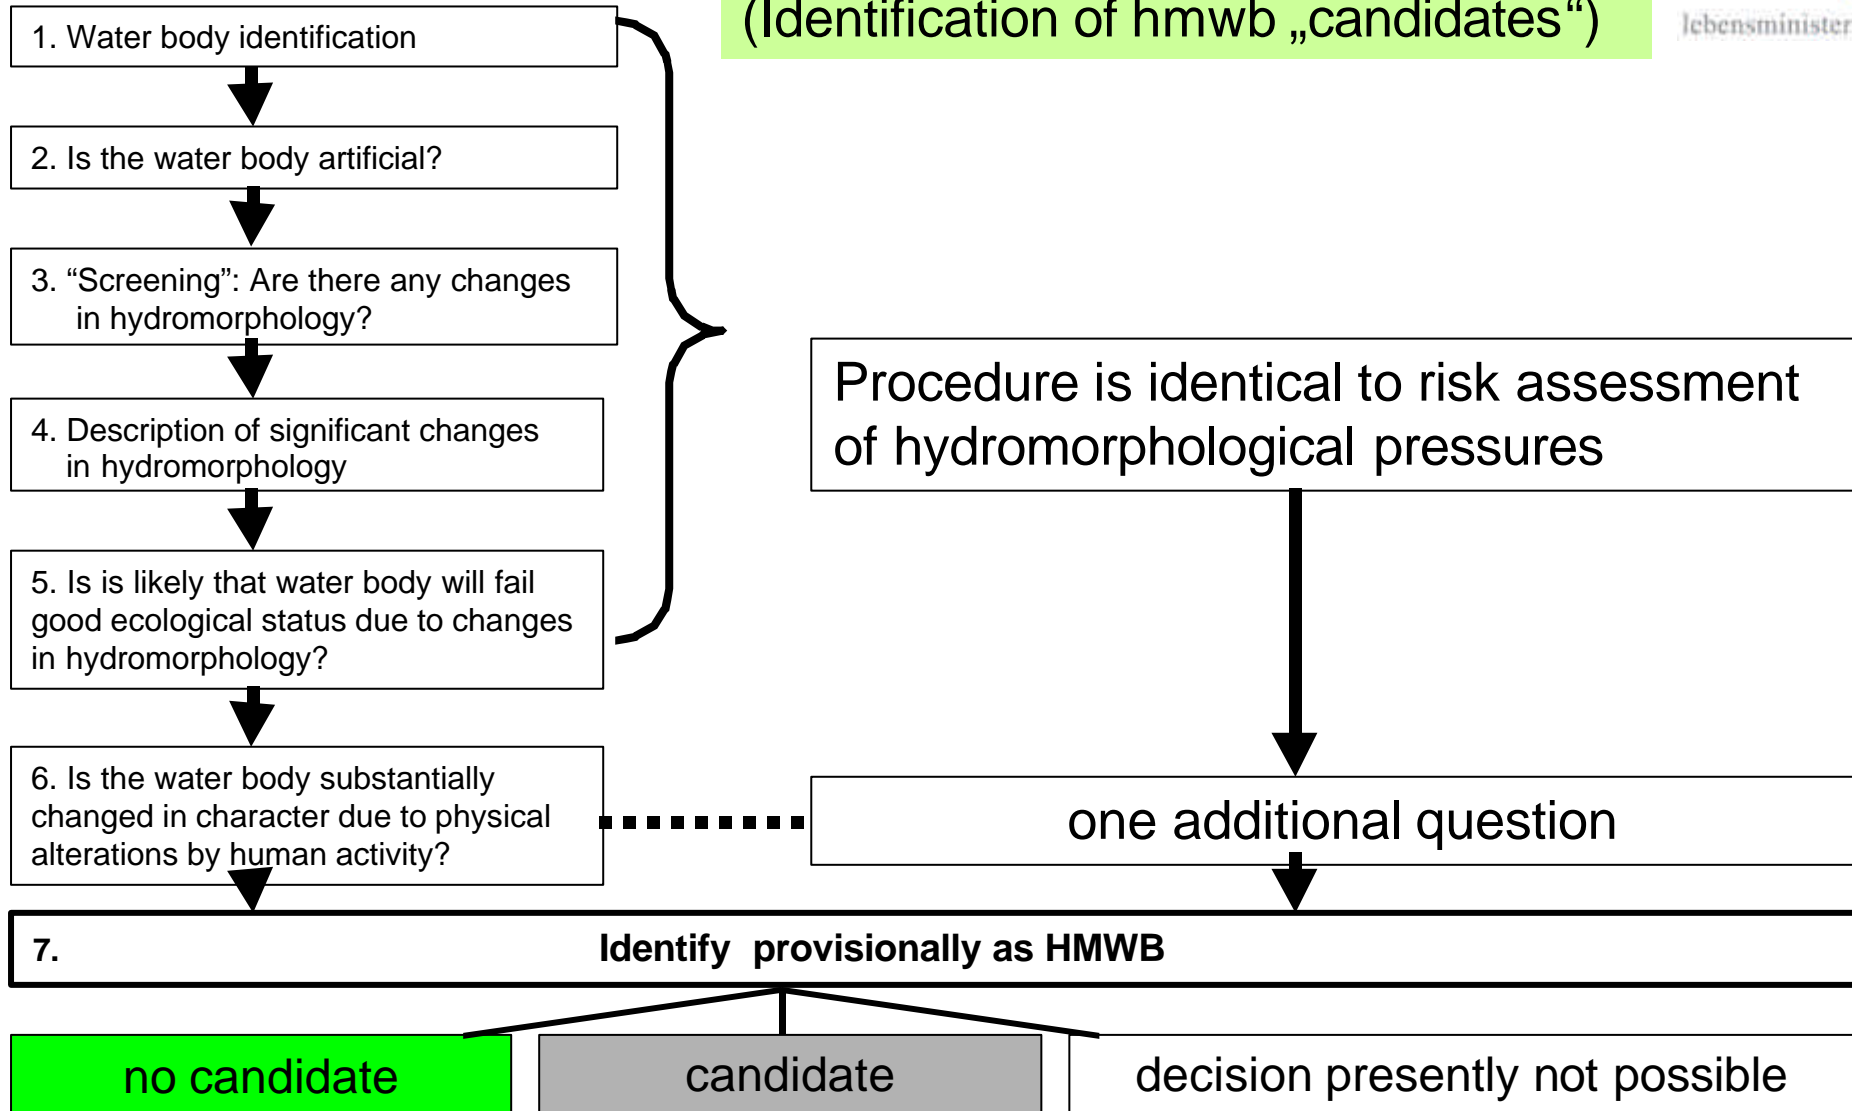 (Identification of hmwb „candidates“)
lebensminister
1. Water body identification
2. Is the water body artificial?
3. “Screening”: Are there any changes
in hydromorphology?
4. Description of significant changes
in hydromorphology
5. Is is likely that water body will fail
good ecological status due to changes
in hydromorphology?
6. Is the water body substantially
changed in character due to physical
alterations by human activity?
Procedure is identical to risk assessment
of hydromorphological pressures
one additional question
7. Identify provisionally as HMWB
no candidate
candidate
decision presently not possible